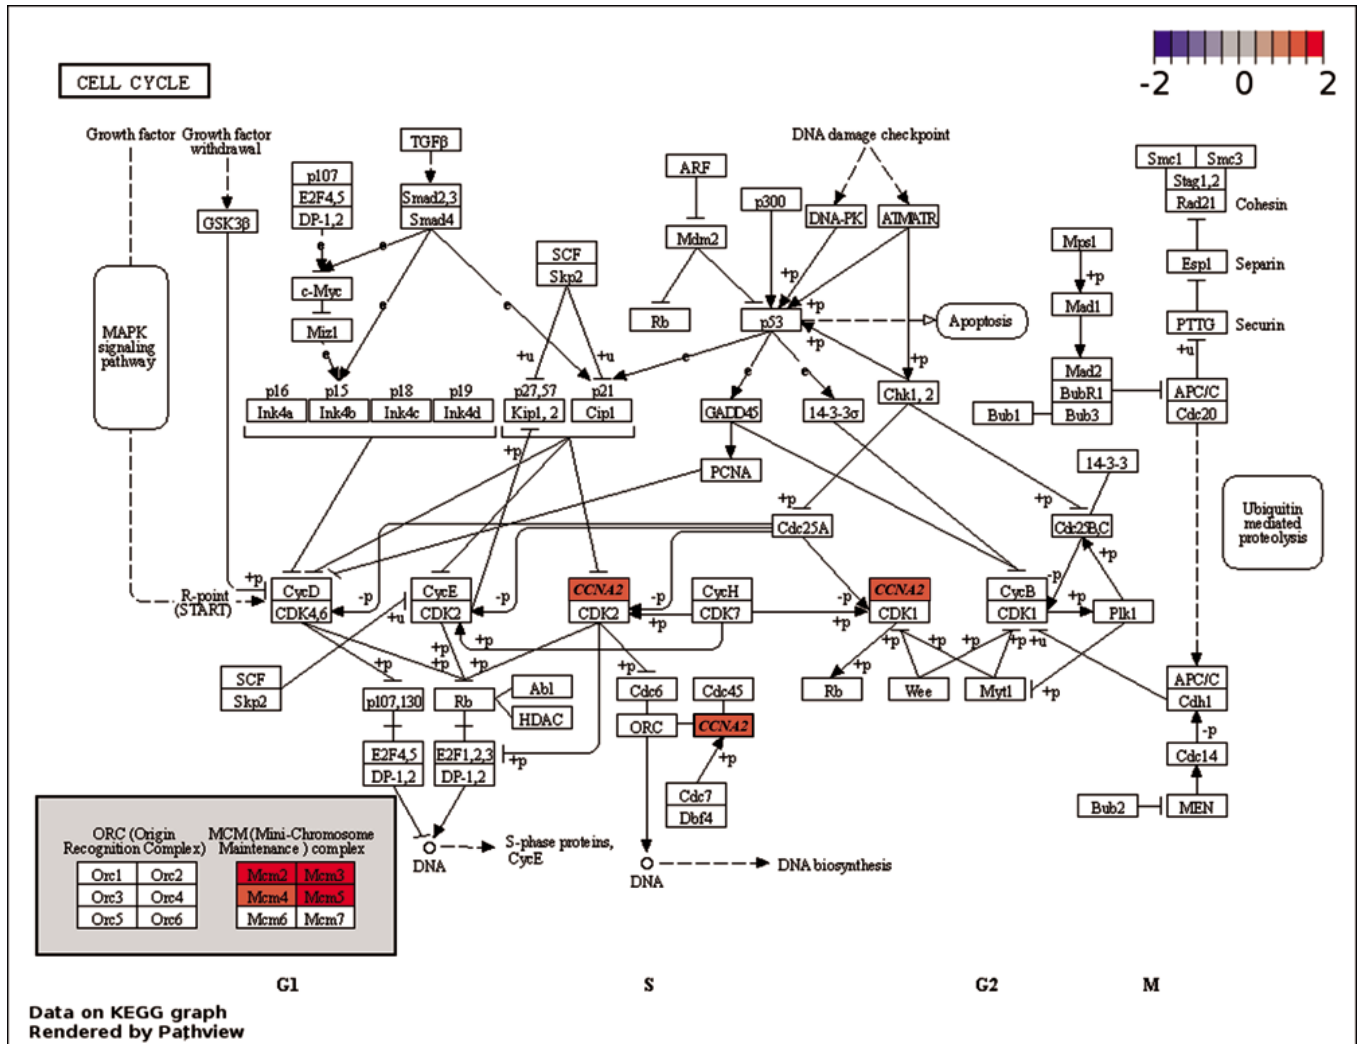 -2 0 2
CELL CYCLE
Growth factor
Growth factor
withdrawal
TGFβ
DNA damage checkpoint
Smc1 Smc3
Stag1,2
Rad21
Cohesin
p107
E2F4,5
DP-1,2
Smad2,3
Smad4
ARF
p300
DNA-PK
ATM/ATR
GSK3β
Mdm2
Mps1
+p
Esp1
Separin
SCF
Skp2
e
e
c-Myc
Miz1
e
e
e
Rb
p53
+p
+p
+p
Apoptosis
Mad1
PTTG
Securin
+u
MAPK
signaling
pathway
+u
+u
e
e
e
+p
Mad2
BubR1
Bub3
Bub1
APC/C
Cdc20
p16
Ink4a
p15
Ink4b
p18
Ink4c
p19
Ink4d
p27,57
Kip1, 2
p21
Cip1
GADD45
14-3-3σ
Chk1, 2
+p
PCNA
14-3-3
+p
+p
Cdc25A
Cdc25B,C
Ubiquitin
mediated
proteolysis
R-point
(START)
+p
CycD
CDK4,6
-p
CycE
CDK2
-p
CCNA2
CDK2
-p
+p
CycH
CDK7
-p
+p
CCNA2
CDK1
CycB
CDK1
-p
+p
+p
Plk1
+u
+p
+p
+p
+p
+p
+p
+p
+p
+p
+u
SCF
Skp2
p107,130
Rb
Abl
HDAC
Cdc6
Cdc45
ORC
CCNA2
Rb
Wee
Myt1
+p
APC/C
Cdh1
E2F4,5
DP-1,2
E2F1,2,3
DP-1,2
+p
+p
Cdc7
Dbf4
-p
Cdc14
Bub2
MEN
ORC (Origin
Recognition Complex)
MCM (Mini-Chromosome
Maintenance ) complex
Orc1 Orc2
Orc3 Orc4
Orc5 Orc6
Mcm2 Mcm3
Mcm4 Mcm5
Mcm6 Mcm7
DNA
S-phase proteins,
CycE
DNA
DNA biosynthesis
G1 S G2 M
Data on KEGG graph
Rendered by Pathview